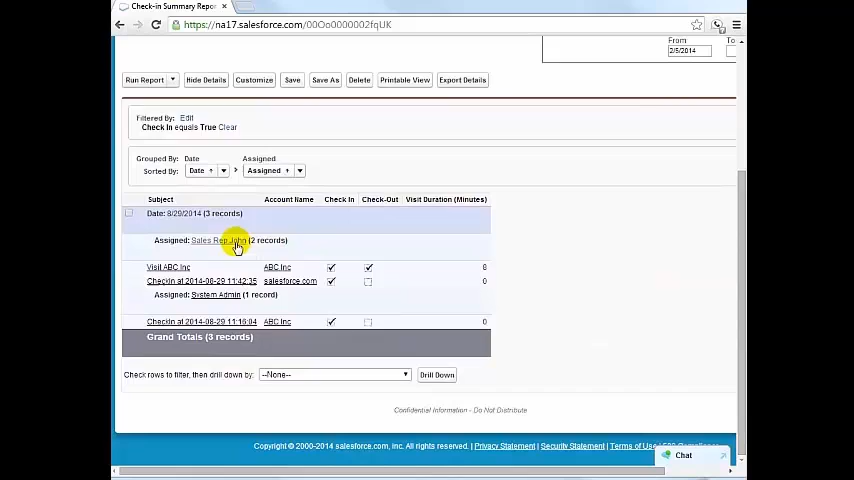 Check-in Summary Repor
https://na17.salesforce.com/00Oo0000002fqUK
From To
2/5/2014
Run Report Hide Details Customize Save Save As Delete Printable View Export Details
Filtered By: Edit
Check In equals True Clear
Grouped By: Date Assigned
Sorted By: Date Assigned
Subject Account Name Check In Check-Out Visit Duration (Minutes)
Date: 8/29/2014 (3 records)
Assigned: Sales Rep John (2 records)
Visit ABC Inc ABC Inc 8
Checkin at 2014-08-29 11:42:35 salesforce.com 0
Assigned: System Admin (1 record)
Checkin at 2014-08-29 11:16:04 ABC Inc 0
Grand Totals (3 records)
Check rows to filter, then drill down by: --None-- Drill Down
Confidential Information - Do Not Distribute
Copyright © 2000-2014 salesforce.com, inc. All rights reserved. | Privacy Statement | Security Statement | Terms of Use
Chat